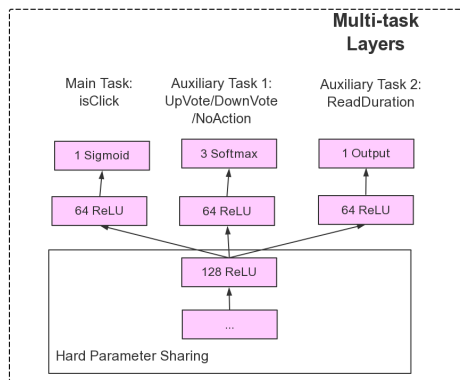 Multi-task
Layers
Main Task:
isClick
Auxiliary Task 1:
UpVote/DownVote
/NoAction
Auxiliary Task 2:
ReadDuration
1 Sigmoid
3 Softmax
1 Output
64 ReLU
64 ReLU
64 ReLU
128 ReLU
...
Hard Parameter Sharing